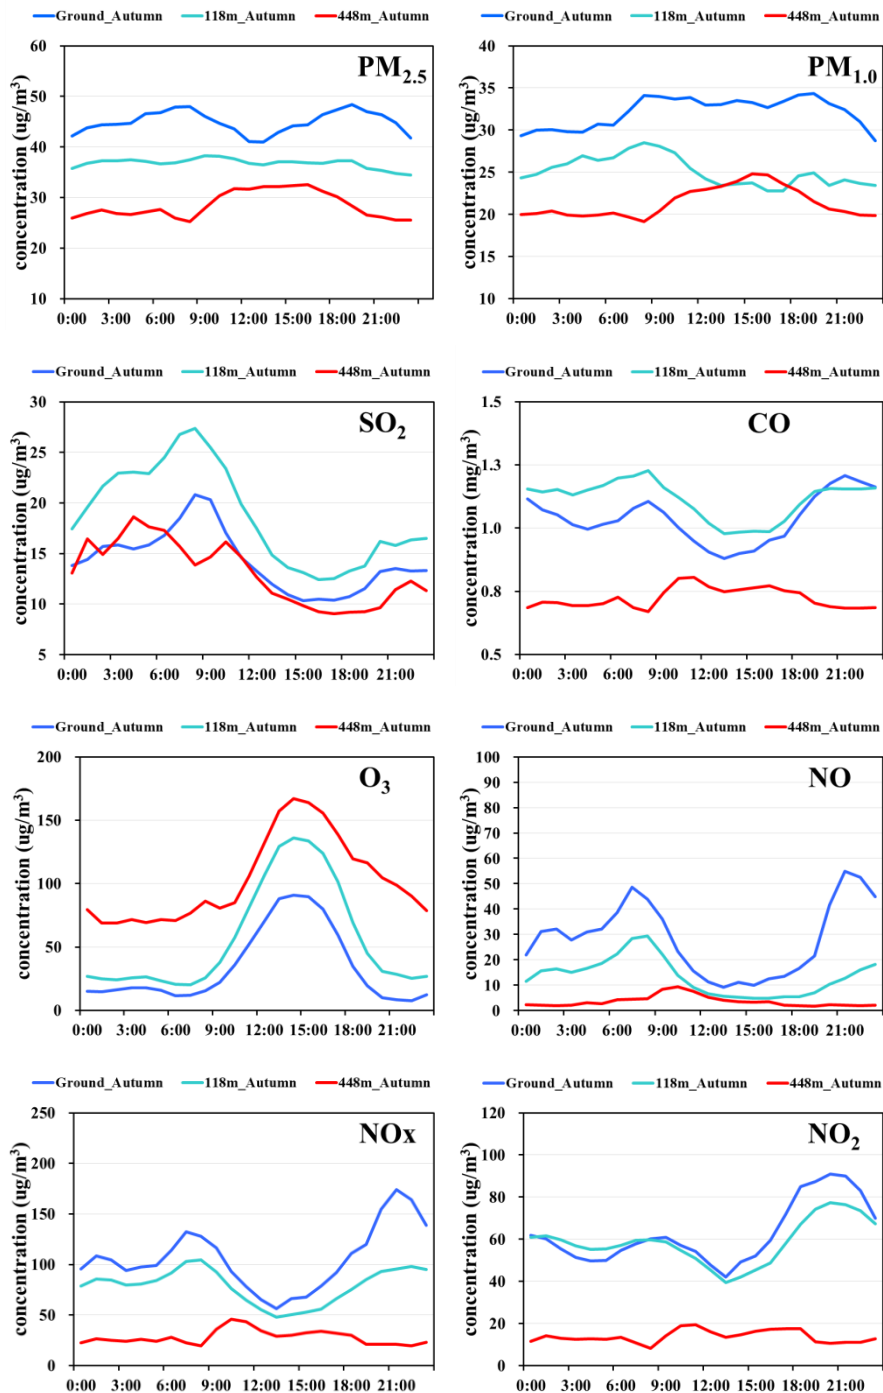 Ground_Autumn 118m_Autumn 448m_Autumn
PM2.5
concentration (ug/m³)
60
50
40
30
20
10
0:00 3:00 6:00 9:00 12:00 15:00 18:00 21:00
Ground_Autumn 118m_Autumn 448m_Autumn
PM1.0
concentration (ug/m³)
40
35
30
25
20
15
10
0:00 3:00 6:00 9:00 12:00 15:00 18:00 21:00
Ground_Autumn 118m_Autumn 448m_Autumn
SO2
concentration (ug/m³)
30
25
20
15
10
5
0:00 3:00 6:00 9:00 12:00 15:00 18:00 21:00
Ground_Autumn 118m_Autumn 448m_Autumn
CO
concentration (mg/m³)
1.5
1.3
1.0
0.8
0.5
0:00 3:00 6:00 9:00 12:00 15:00 18:00 21:00
Ground_Autumn 118m_Autumn 448m_Autumn
O3
concentration (ug/m³)
200
150
100
50
0
0:00 3:00 6:00 9:00 12:00 15:00 18:00 21:00
Ground_Autumn 118m_Autumn 448m_Autumn
NO
concentration (ug/m³)
100
90
80
70
60
50
40
30
20
10
0
0:00 3:00 6:00 9:00 12:00 15:00 18:00 21:00
Ground_Autumn 118m_Autumn 448m_Autumn
NOx
concentration (ug/m³)
250
200
150
100
50
0
0:00 3:00 6:00 9:00 12:00 15:00 18:00 21:00
Ground_Autumn 118m_Autumn 448m_Autumn
NO2
concentration (ug/m³)
120
100
80
60
40
20
0
0:00 3:00 6:00 9:00 12:00 15:00 18:00 21:00